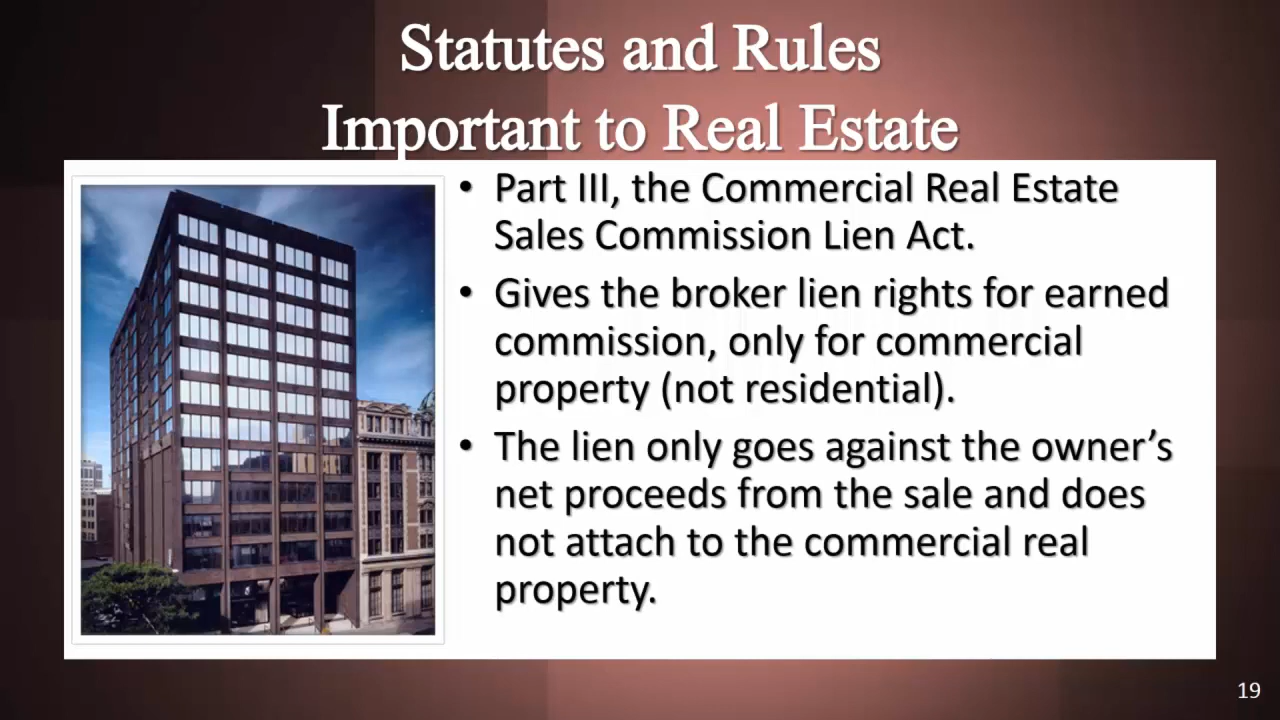 Statutes and Rules
Important to Real Estate
• Part III, the Commercial Real Estate
Sales Commission Lien Act.
• Gives the broker lien rights for earned
commission, only for commercial
property (not residential).
• The lien only goes against the owner’s
net proceeds from the sale and does
not attach to the commercial real
property.
19